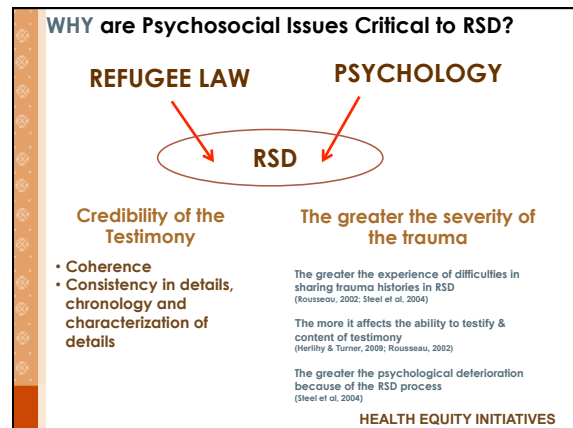 WHY are Psychosocial Issues Critical to RSD?
REFUGEE LAW
PSYCHOLOGY
RSD
Credibility of the
Testimony
• Coherence
• Consistency in details,
chronology and
characterization of
details
The greater the severity of
the trauma
The greater the experience of difficulties in
sharing trauma histories in RSD
(Rousseau, 2002; Steel et al, 2004)
The more it affects the ability to testify &
content of testimony
(Herlihy & Turner, 2009; Rousseau, 2002)
The greater the psychological deterioration
because of the RSD process
(Steel et al, 2004)
HEALTH EQUITY INITIATIVES